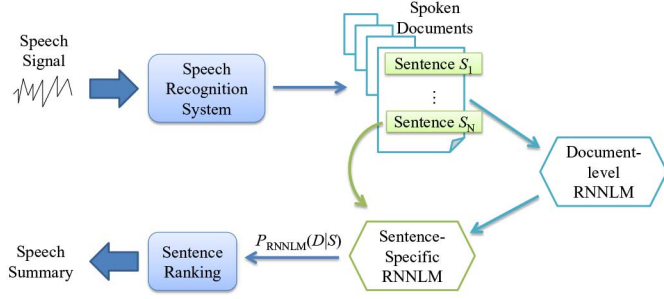 Speech
Signal
Speech
Recognition
System
Spoken
Documents
Sentence S1
⋮
Sentence SN
Document-
level
RNNLM
Sentence-
Specific
RNNLM
PRNNLM(D|S)
Sentence
Ranking
Speech
Summary